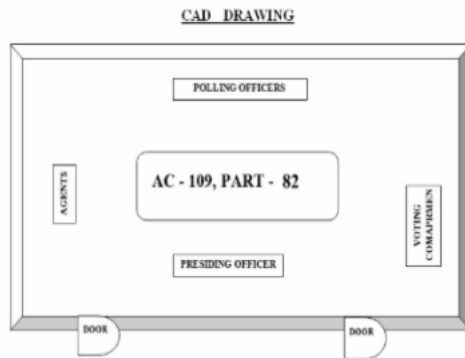 CAD DRAWING
POLLING OFFICERS
AC - 109, PART - 82
AGENTS
VOTING
COMAPRMEN
PRESIDING OFFICER
DOOR
DOOR